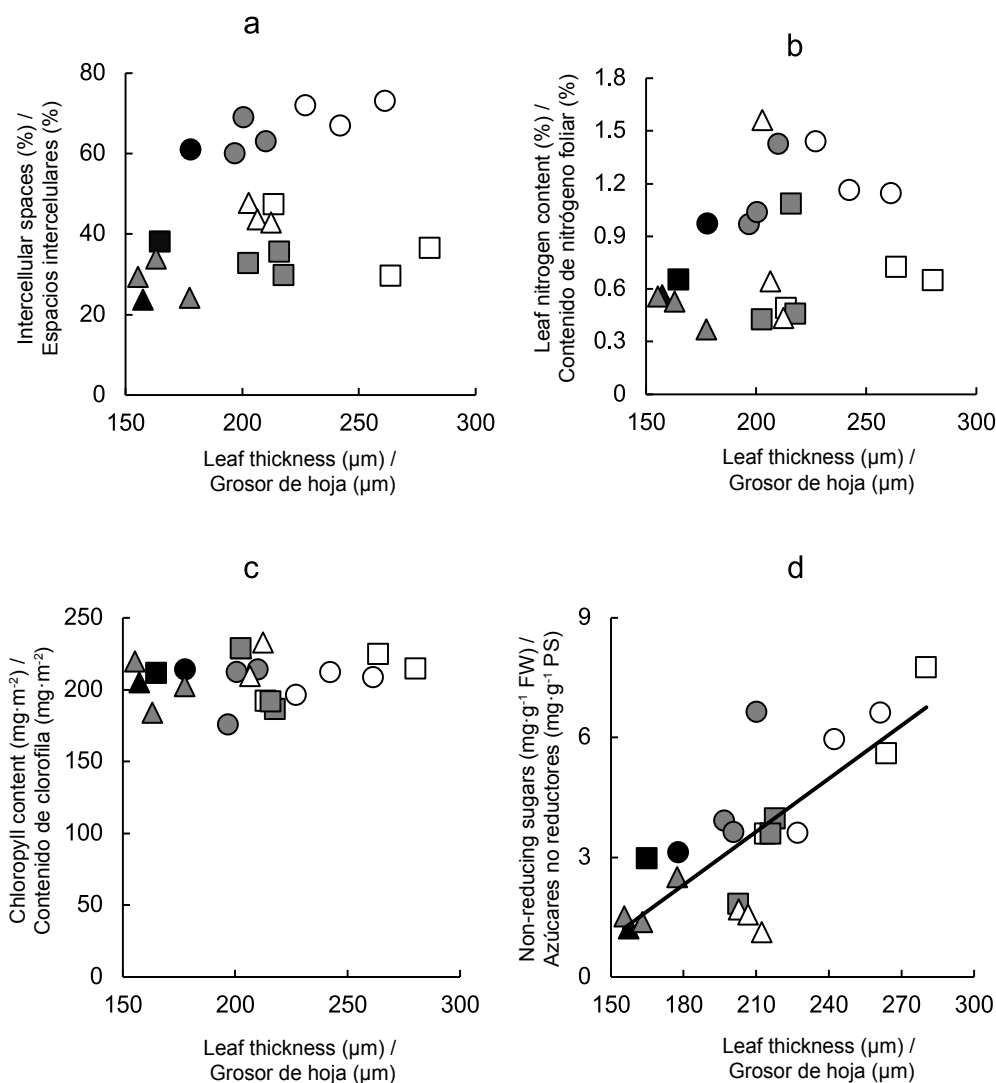 a
Intercellular spaces (%) /
Espacios intercelulares (%)
80
60
40
20
0
150 200 250 300
Leaf thickness (µm) /
Grosor de hoja (µm)
b
Leaf nitrogen content (%) /
Contenido de nitrógeno foliar (%)
1.8
1.5
1.2
0.9
0.6
0.3
0
150 200 250 300
Leaf thickness (µm) /
Grosor de hoja (µm)
c
Chloropyll content (mg·m⁻²) /
Contenido de clorofila (mg·m⁻²)
250
200
150
100
50
0
150 200 250 300
Leaf thickness (µm) /
Grosor de hoja (µm)
d
Non-reducing sugars (mg·g⁻¹ FW) /
Azúcares no reductores (mg·g⁻¹ PS)
9
6
3
0
150 180 210 240 270 300
Leaf thickness (µm) /
Grosor de hoja (µm)